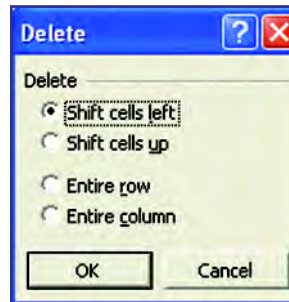 Delete
?
Delete
Shift cells left
Shift cells up
Entire row
Entire column
OK Cancel